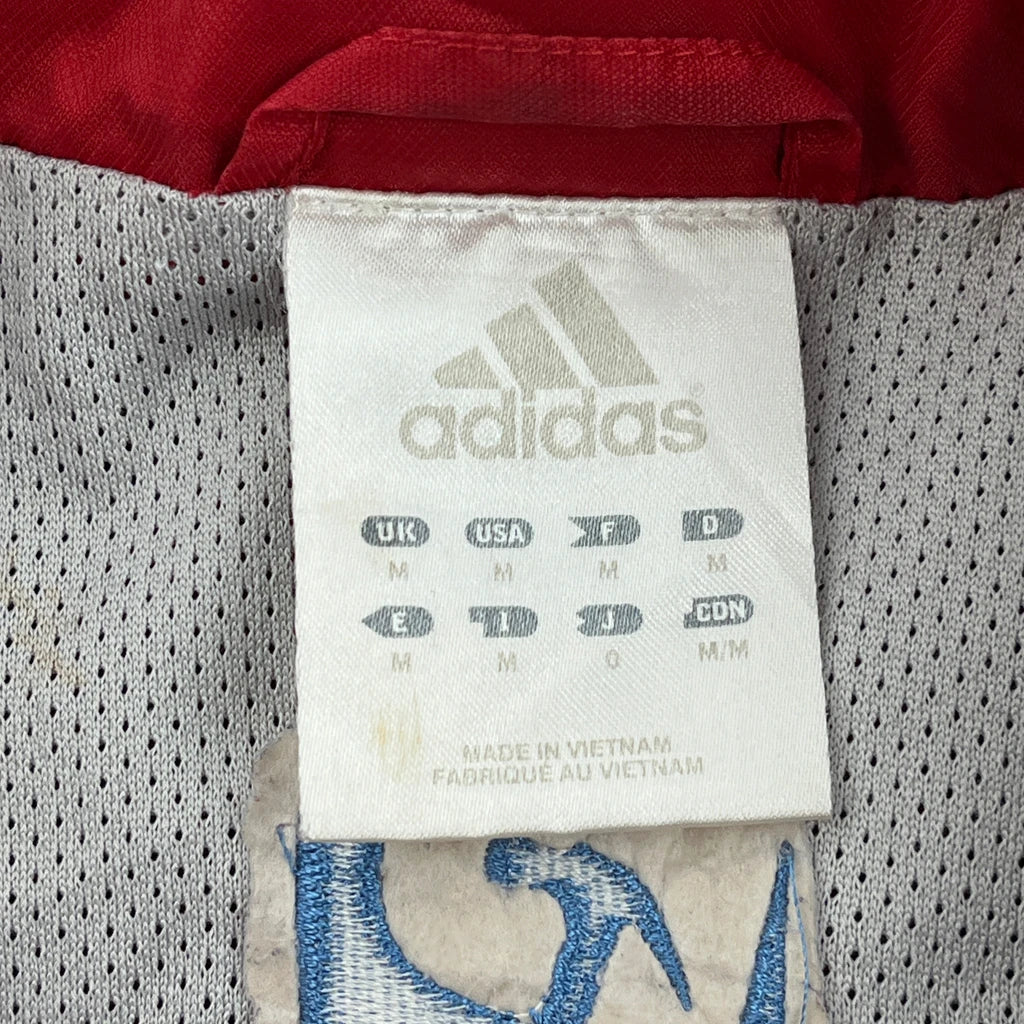 adidas®
UK USA F D
M M M M
E I J CDN
M M O M/M
MADE IN VIETNAM
FABRIQUÉ AU VIETNAM